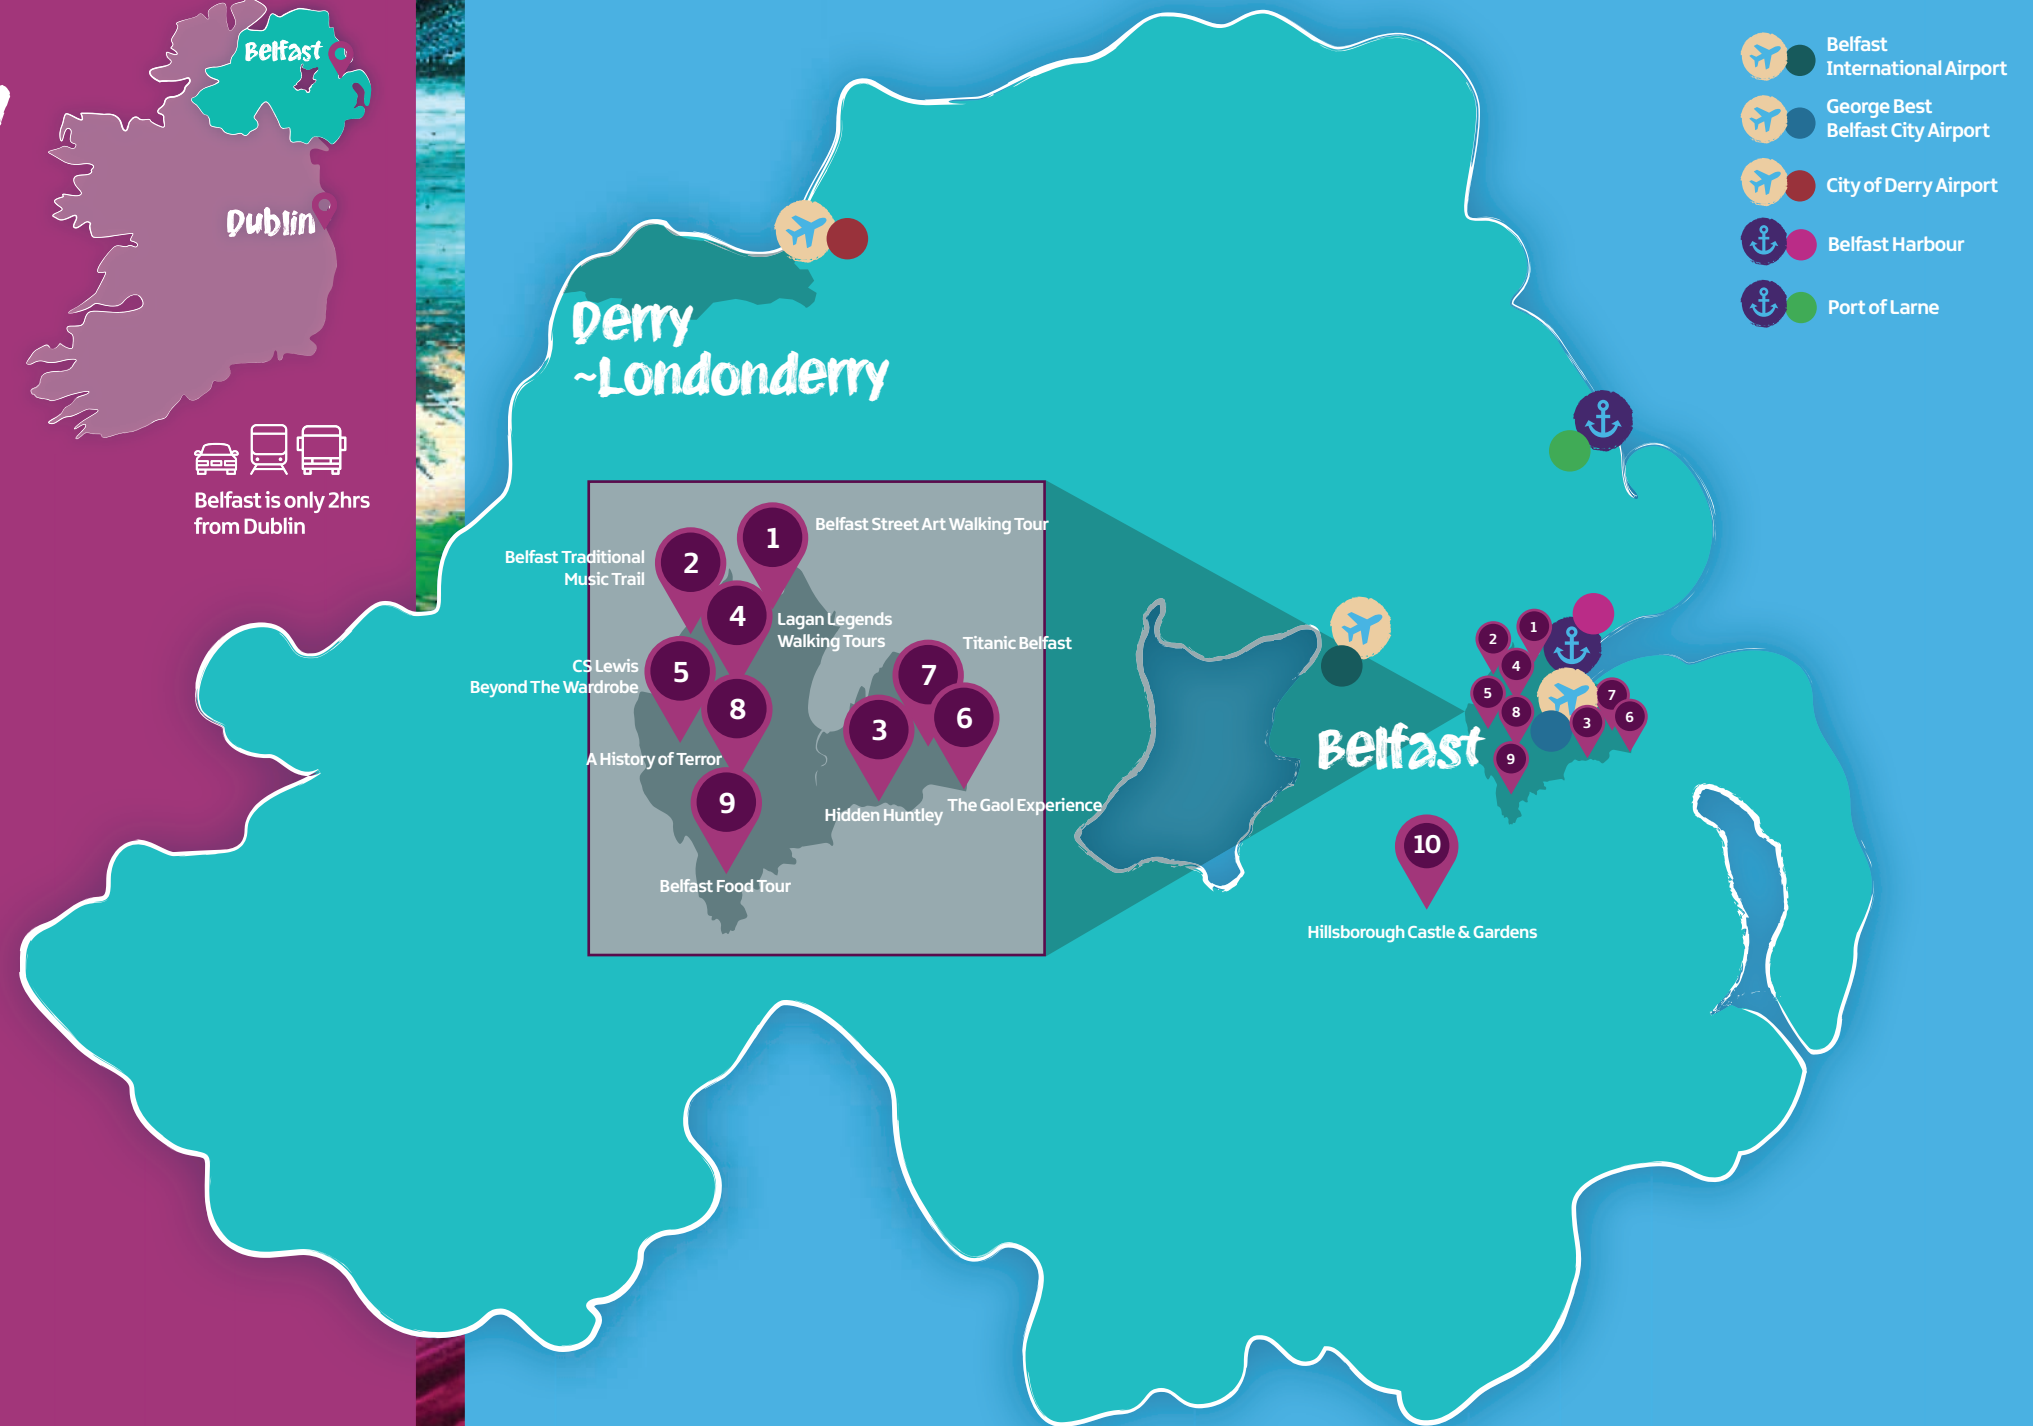 Belfast
Dublin
Belfast is only 2hrs
from Dublin
Belfast
International Airport
George Best
Belfast City Airport
City of Derry Airport
Belfast Harbour
Port of Larne
Derry
~Londonderry
1
Belfast Street Art Walking Tour
2
Belfast Traditional
Music Trail
4
Lagan Legends
Walking Tours
5
CS Lewis
Beyond The Wardrobe
7
Titanic Belfast
8
A History of Terror
3
Hidden Huntley
6
The Gaol Experience
9
Belfast Food Tour
Belfast
1
2
4
5
7
8
3
6
9
10
Hillsborough Castle & Gardens